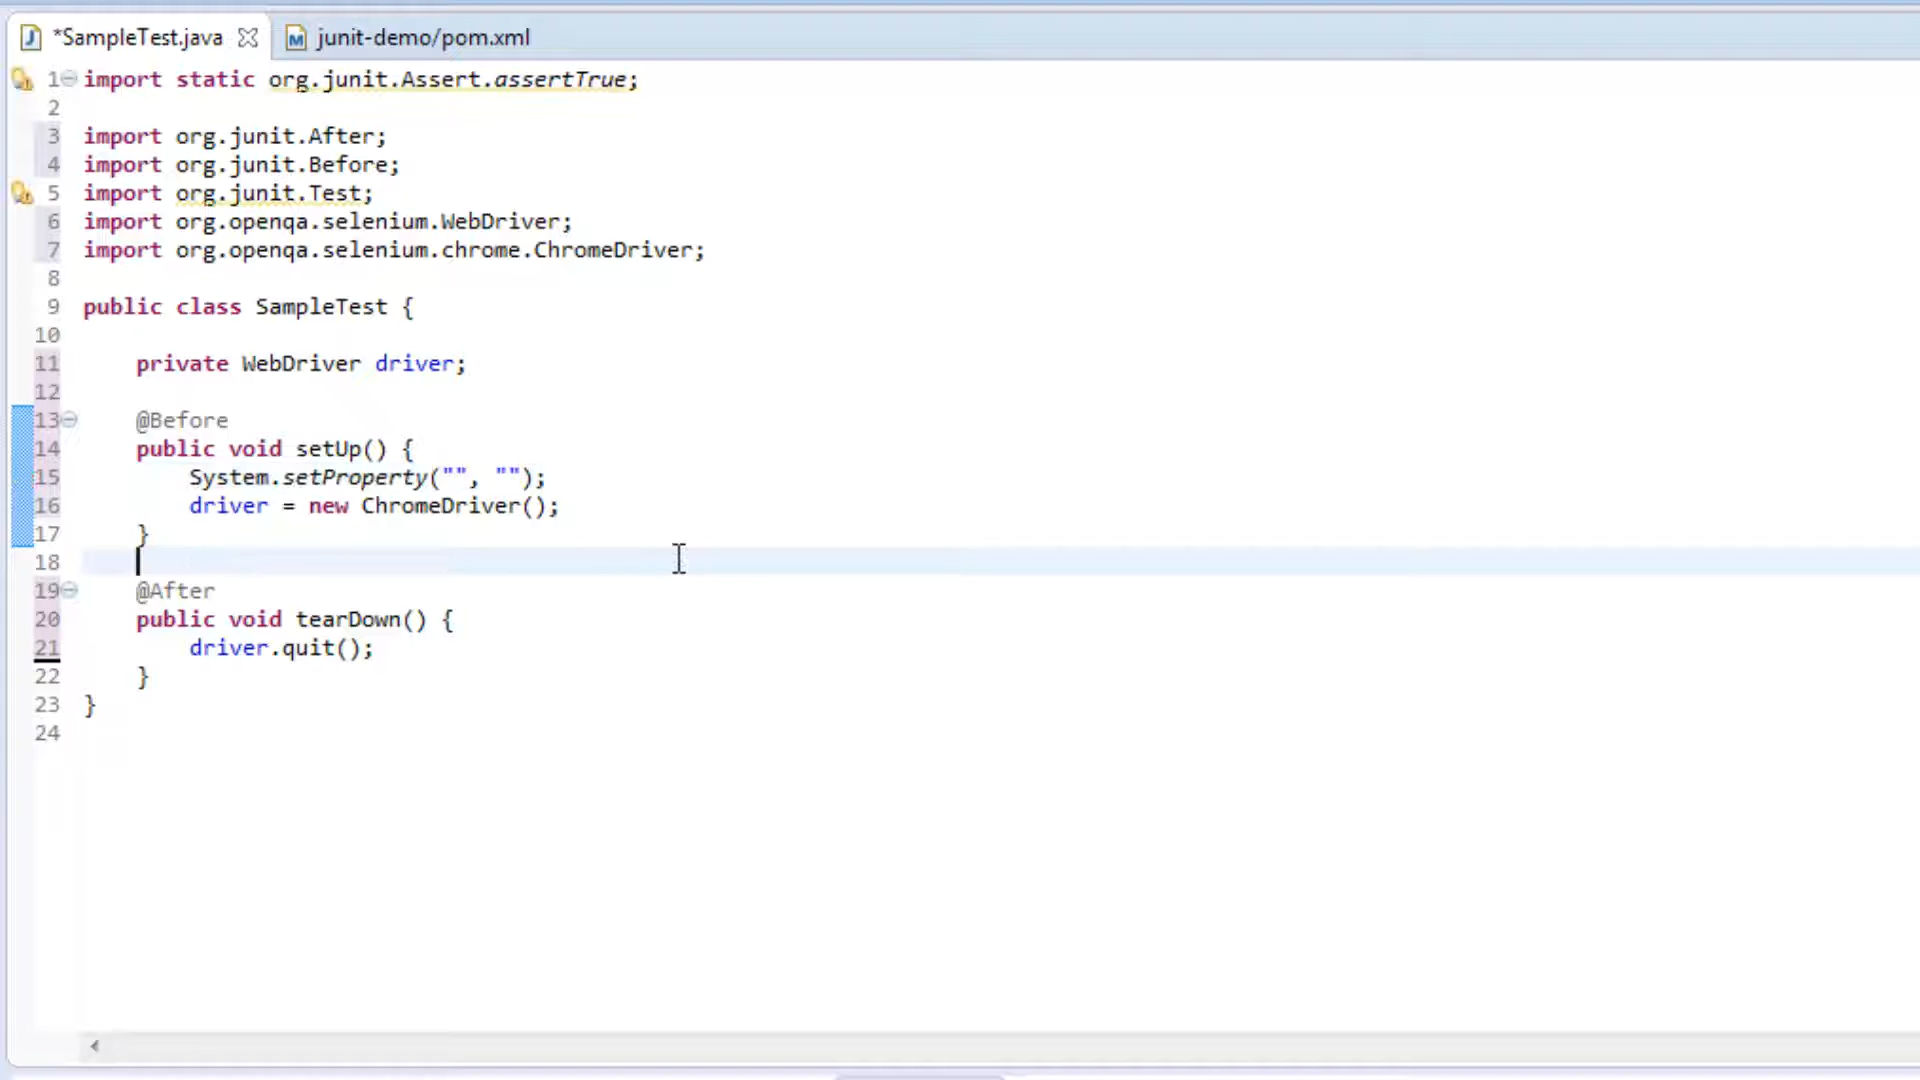 *SampleTest.java junit-demo/pom.xml
1 import static org.junit.Assert.assertTrue;
2
3 import org.junit.After;
4 import org.junit.Before;
5 import org.junit.Test;
6 import org.openqa.selenium.WebDriver;
7 import org.openqa.selenium.chrome.ChromeDriver;
8
9 public class SampleTest {
10
11 private WebDriver driver;
12
13 @Before
14 public void setUp() {
15 System.setProperty("", "");
16 driver = new ChromeDriver();
17 }
18
19 @After
20 public void tearDown() {
21 driver.quit();
22 }
23 }
24